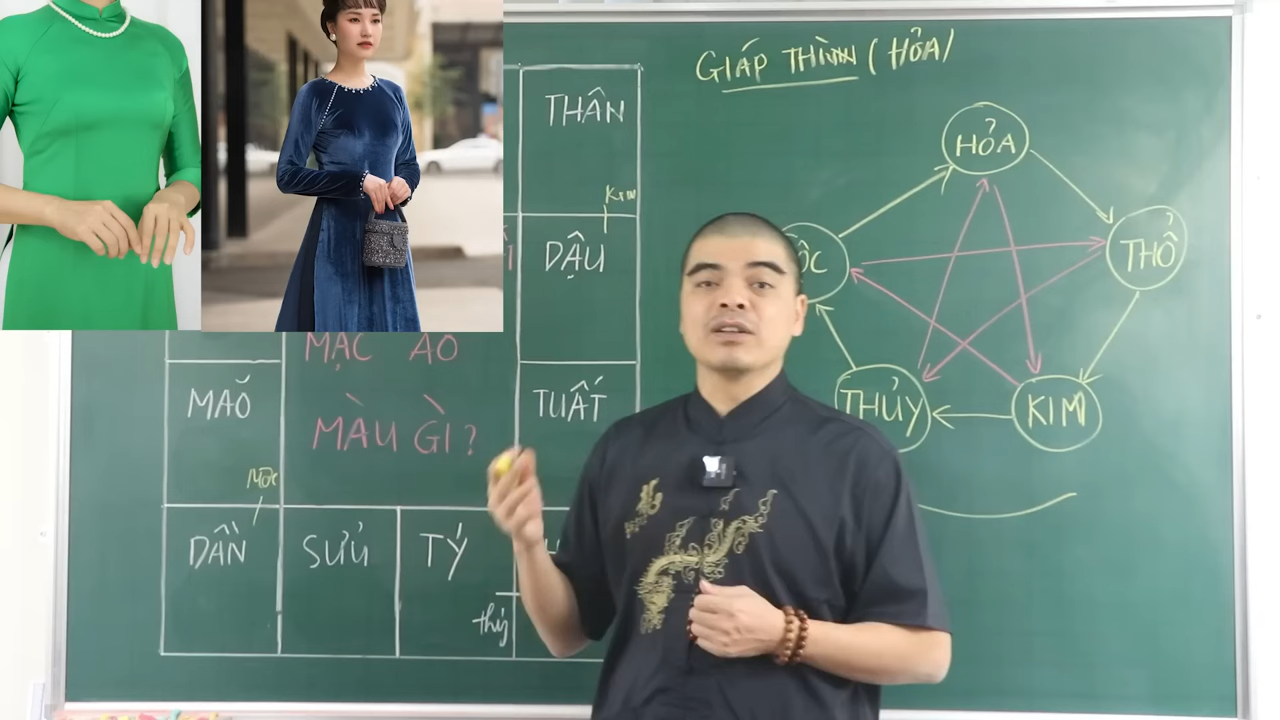 GIÁP THÌN (HỎA)
THÂN
HỎA
Kim
DẬU
THỔ
MẶC ÁO
MÀU GÌ?
MÃO
TUẤT
THỦY
KIM
Mộc
DẦN
SỬU
TÝ
thủy